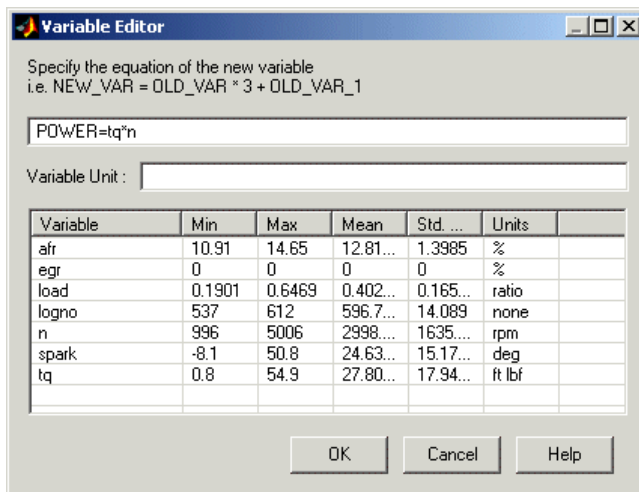 Variable Editor
Specify the equation of the new variable
i.e. NEW_VAR = OLD_VAR * 3 + OLD_VAR_1
POWER=tq*n
Variable Unit :
Variable Min Max Mean Std. ... Units
afr 10.91 14.65 12.81... 1.3985 %
egr 0 0 0 0 %
load 0.1901 0.6469 0.402... 0.165... ratio
logno 537 612 596.7... 14.089 none
n 996 5006 2998.... 1635.... rpm
spark -8.1 50.8 24.63... 15.17... deg
tq 0.8 54.9 27.80... 17.94... ft lbf
OK Cancel Help